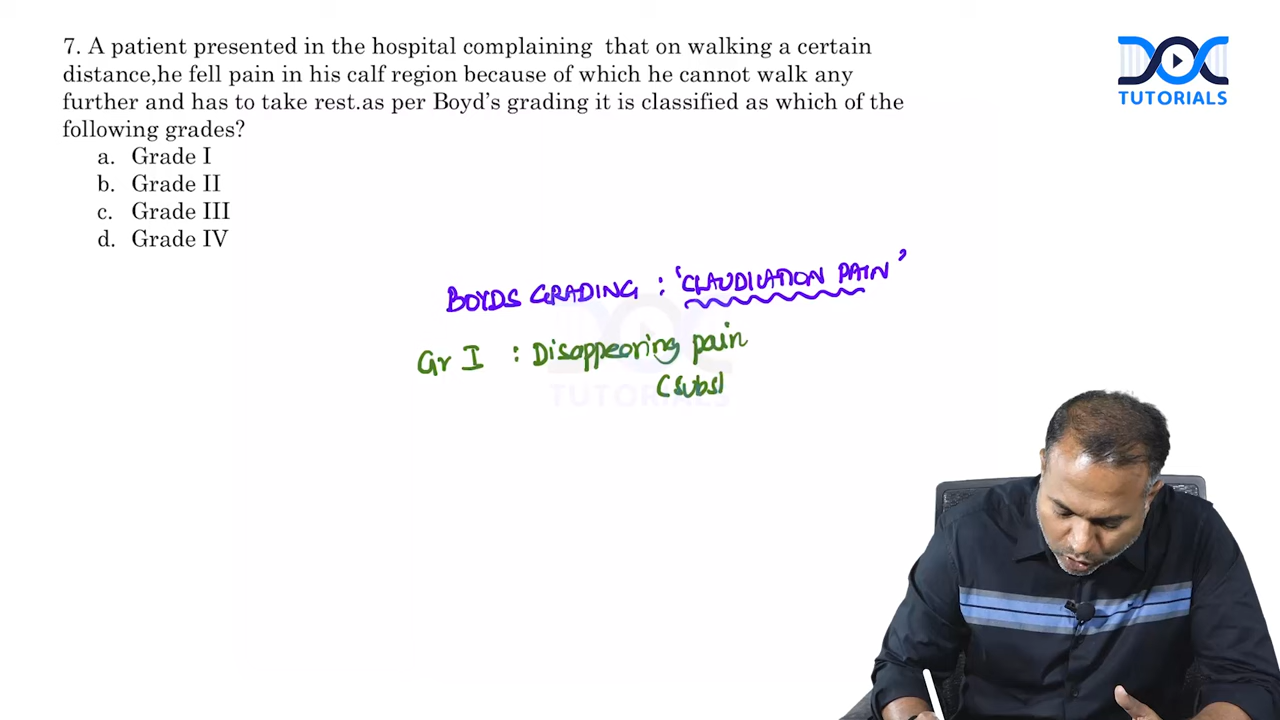 7. A patient presented in the hospital complaining that on walking a certain
distance,he fell pain in his calf region because of which he cannot walk any
further and has to take rest.as per Boyd's grading it is classified as which of the
following grades?
a. Grade I
b. Grade II
c. Grade III
d. Grade IV
DOC
TUTORIALS
BOYDS GRADING : 'CLAUDICATION PAIN'
Gr I : Disappearing pain
(subs
TUTORIALS